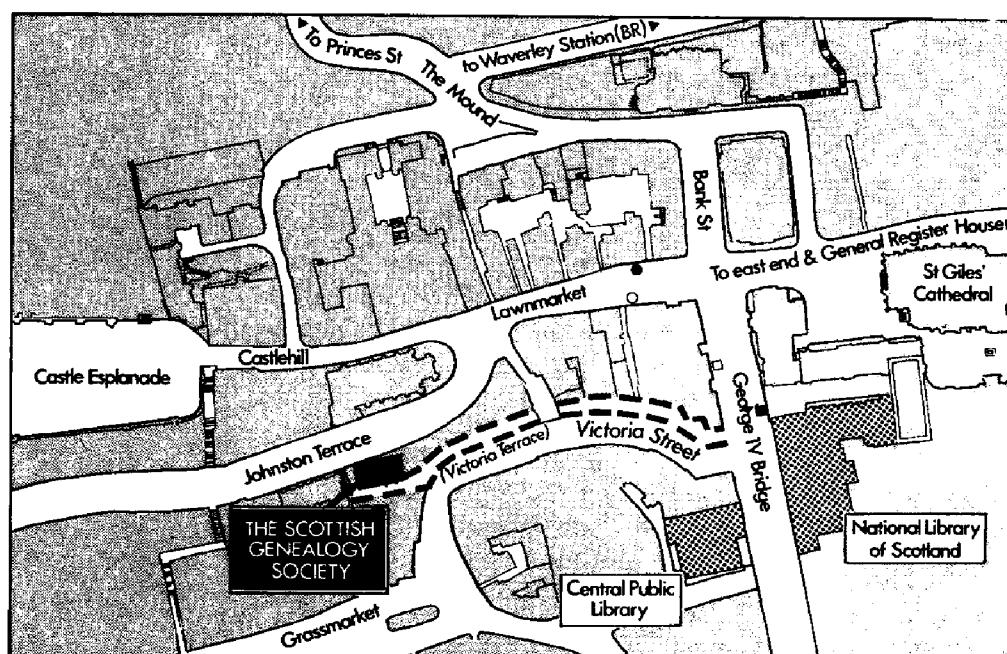 To Princes St
to Waverley Station(BR)
The Mound
Bank St
To east end & General Register House
St Giles'
Cathedral
Lawnmarket
Castlehill
Castle Esplanade
Johnston Terrace
(Victoria Terrace)
Victoria Street
George IV Bridge
THE SCOTTISH
GENEALOGY
SOCIETY
National Library
of Scotland
Central Public
Library
Grassmarket